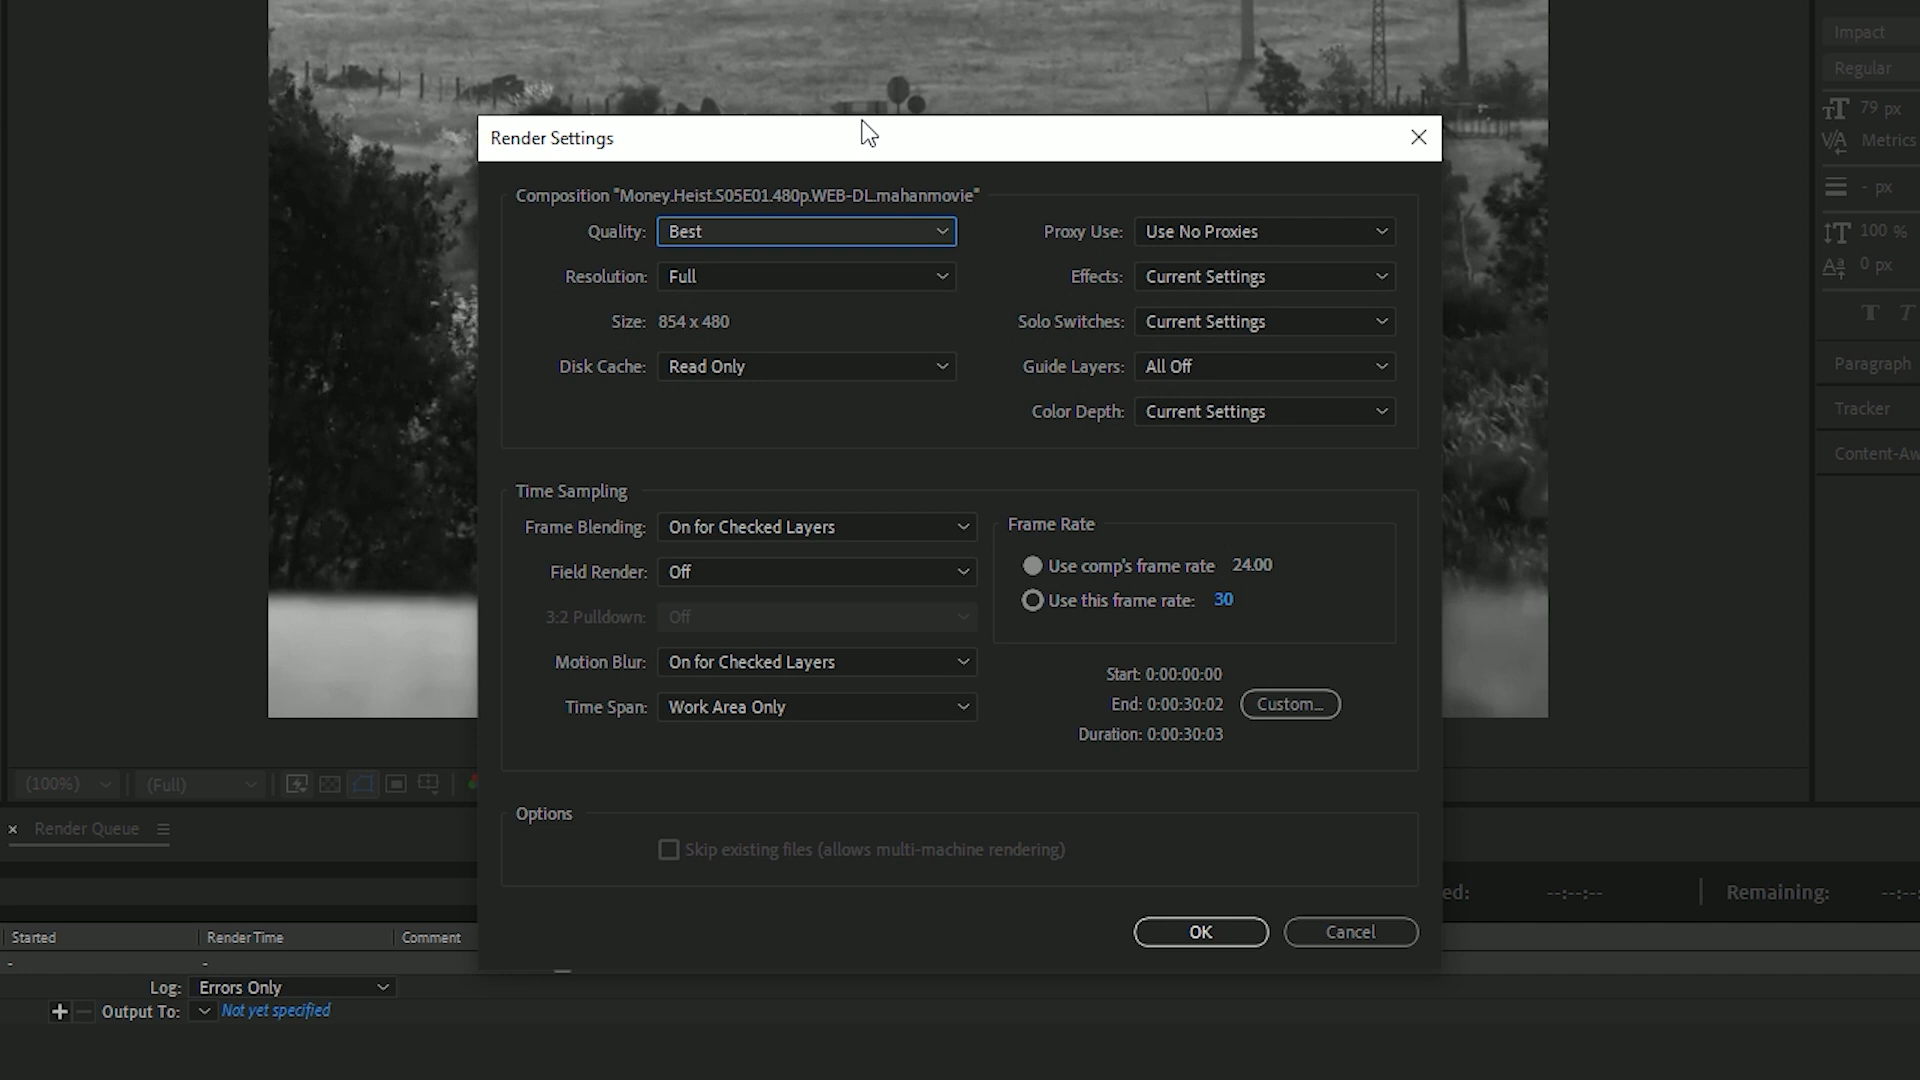 Impact
Regular
79 px
Metrics
- px
100 %
0 px
T T
Paragraph
Tracker
Content-Aw
Render Settings
Composition "Money.Heist.S05E01.480p.WEB-DL.mahanmovie"
Quality: Best
Resolution: Full
Size: 854 x 480
Disk Cache: Read Only
Proxy Use: Use No Proxies
Effects: Current Settings
Solo Switches: Current Settings
Guide Layers: All Off
Color Depth: Current Settings
Time Sampling
Frame Blending: On for Checked Layers
Field Render: Off
3:2 Pulldown: Off
Motion Blur: On for Checked Layers
Time Span: Work Area Only
Frame Rate
Use comp's frame rate 24.00
Use this frame rate: 30
Start: 0:00:00:00
End: 0:00:30:02 Custom...
Duration: 0:00:30:03
Options
Skip existing files (allows multi-machine rendering)
OK Cancel
(100%) (Full)
Render Queue
ed: --:--:-- Remaining: --:--:
Started Render Time Comment
- -
Log: Errors Only
Output To: Not yet specified